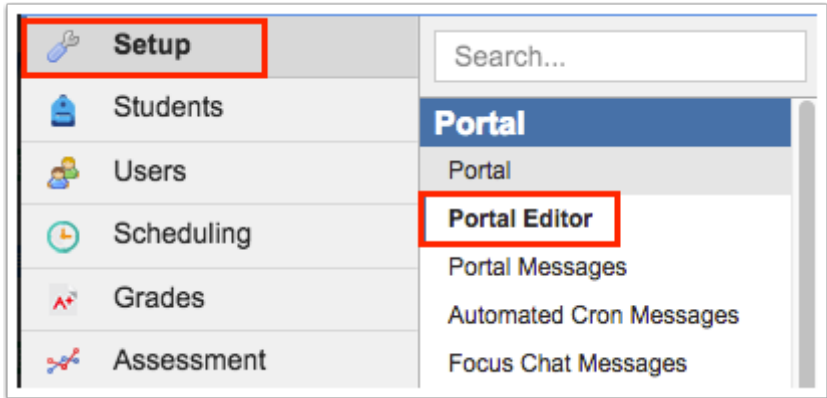 Setup
Students
Users
Scheduling
A+
Grades
Assessment
Search...
Portal
Portal
Portal Editor
Portal Messages
Automated Cron Messages
Focus Chat Messages